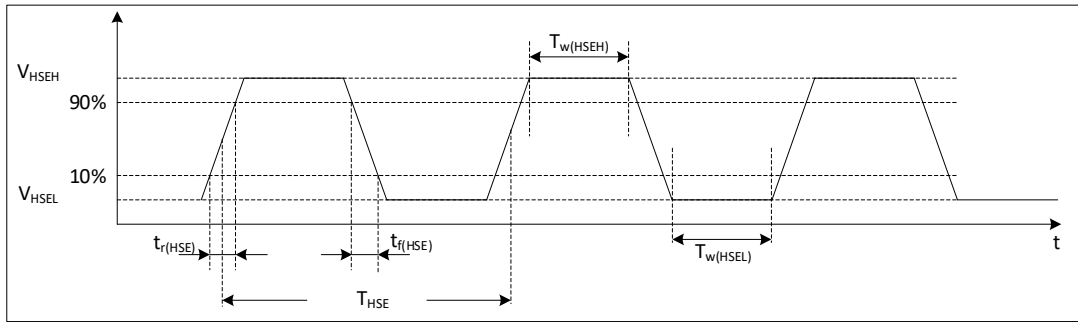 T_w(HSEH)
V_HSEH
90%
10%
V_HSEL
t_r(HSE)
t_f(HSE)
T_w(HSEL)
t
T_HSE